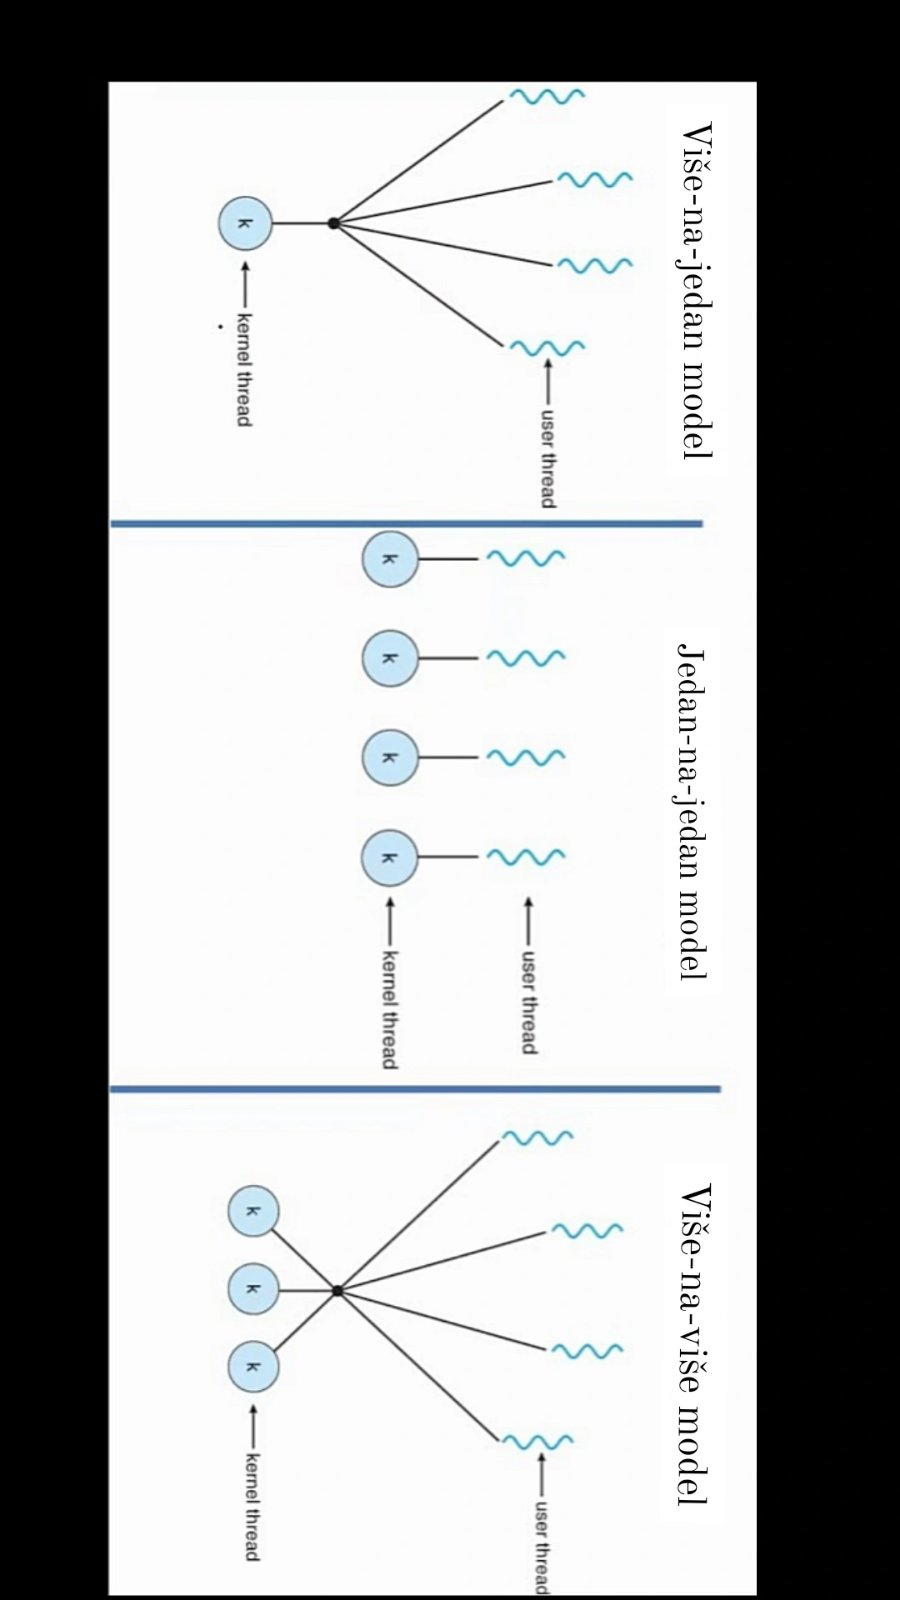 Više-na-jedan model
user thread
k
kernel thread
Jedan-na-jedan model
user thread
k
k
k
k
kernel thread
Više-na-više model
user thread
k
k
k
kernel thread